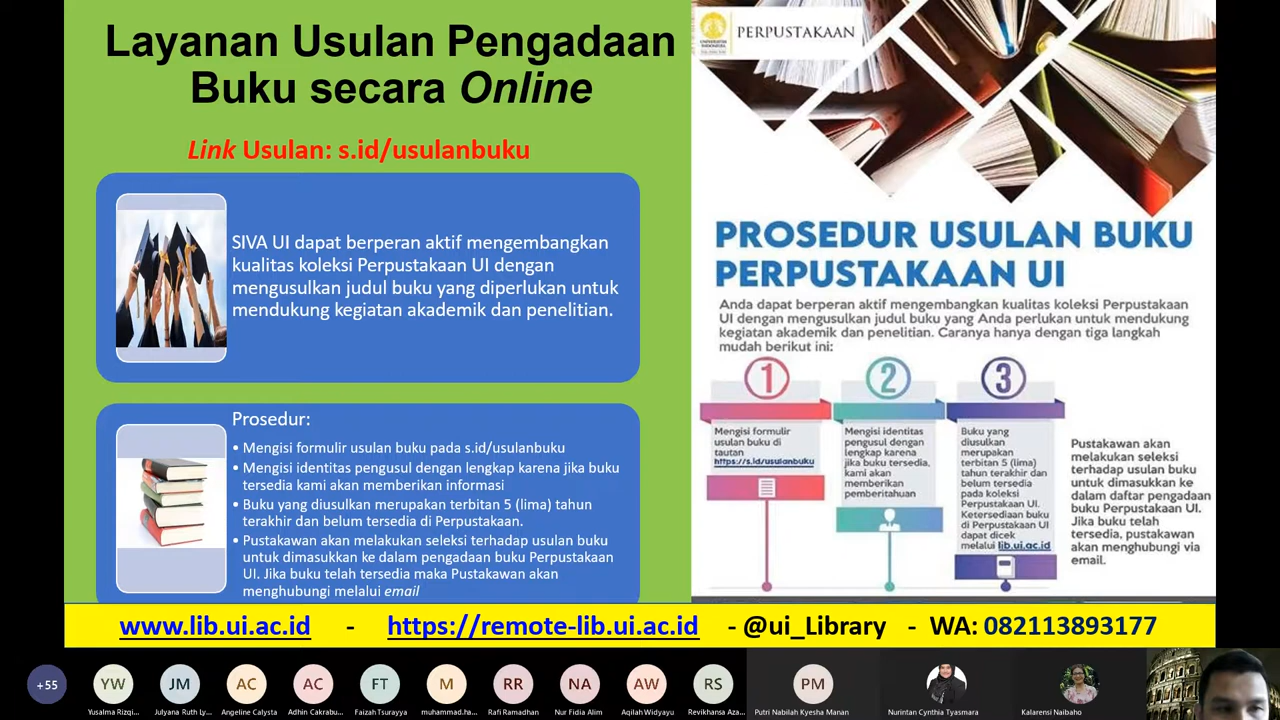 Layanan Usulan Pengadaan
Buku secara Online
Link Usulan: s.id/usulanbuku
SIVA UI dapat berperan aktif mengembangkan
kualitas koleksi Perpustakaan UI dengan
mengusulkan judul buku yang diperlukan untuk
mendukung kegiatan akademik dan penelitian.
Prosedur:
• Mengisi formulir usulan buku pada s.id/usulanbuku
• Mengisi identitas pengusul dengan lengkap karena jika buku
tersedia kami akan memberikan informasi
• Buku yang diusulkan merupakan terbitan 5 (lima) tahun
terakhir dan belum tersedia di Perpustakaan.
• Pustakawan akan melakukan seleksi terhadap usulan buku
untuk dimasukkan ke dalam pengadaan buku Perpustakaan
UI. Jika buku telah tersedia maka Pustakawan akan
menghubungi melalui email
UNIVERSITAS
INDONESIA
PERPUSTAKAAN
PROSEDUR USULAN BUKU
PERPUSTAKAAN UI
Anda dapat berperan aktif mengembangkan kualitas koleksi Perpustakaan
UI dengan mengusulkan judul buku yang Anda perlukan untuk mendukung
kegiatan akademik dan penelitian. Caranya hanya dengan tiga langkah
mudah berikut ini:
1
Mengisi formulir
usulan buku di
tautan
https://s.id/usulanbuku
2
Mengisi identitas
pengusul dengan
lengkap karena
jika buku tersedia,
kami akan
memberikan
pemberitahuan
3
Buku yang
diusulkan
merupakan
terbitan 5 (lima)
tahun terakhir dan
belum tersedia
pada koleksi
Perpustakaan UI.
Ketersediaan buku
di Perpustakaan UI
dapat dicek
melalui lib.ui.ac.id
Pustakawan akan
melakukan seleksi
terhadap usulan buku
untuk dimasukkan ke
dalam daftar pengadaan
buku Perpustakaan UI.
Jika buku telah
tersedia, pustakawan
akan menghubungi via
email.
www.lib.ui.ac.id - https://remote-lib.ui.ac.id - @ui_Library - WA: 082113893177
+55 YW JM AC AC FT M RR NA AW RS PM
Yusalma Rizqi... Julyana Ruth Ly... Angeline Calysta Adhin Cakrabu... Faizah Tsurayya muhammad.ha... Rafi Ramadhan Nur Fidia Alim Aqilah Widyayu Revikhansa Aza... Putri Nabilah Kyesha Manan Nurintan Cynthia Tyasmara Kalarensi Naibaho